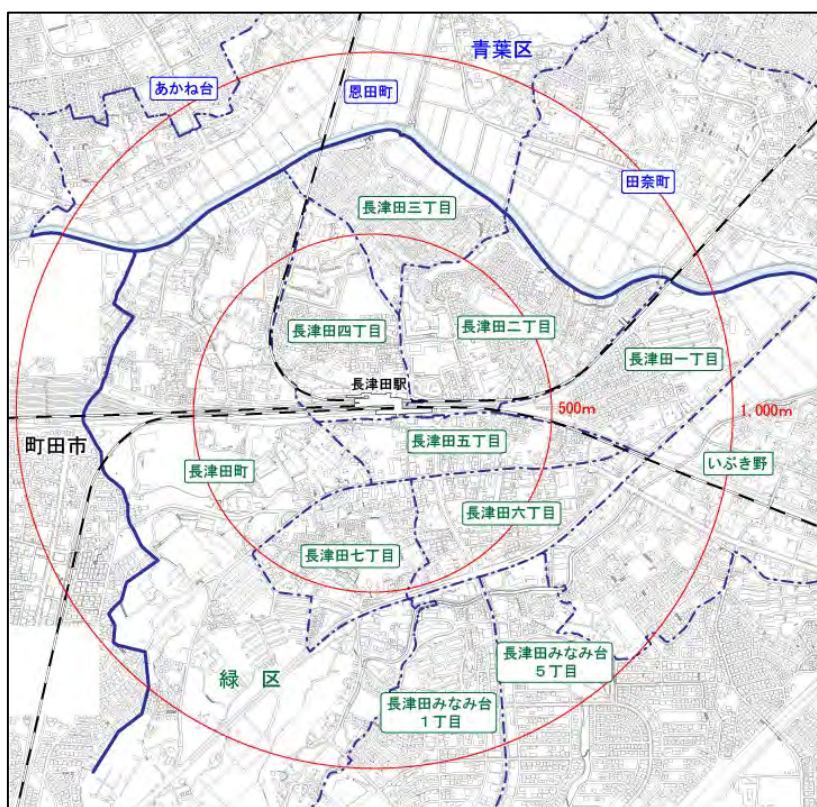 青葉区
あかね台
恩田町
田奈町
長津田三丁目
長津田四丁目
長津田二丁目
長津田一丁目
長津田駅
500m
1,000m
町田市
長津田五丁目
長津田町
いぶき野
長津田六丁目
長津田七丁目
緑 区
長津田みなみ台
5丁目
長津田みなみ台
1丁目